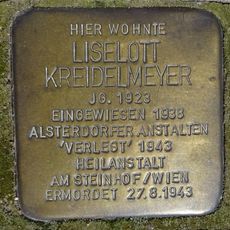 HIER WOHNTE
LISELOTT
KREIDELMEYER
JG. 1923
EINGEWIESEN 1938
ALSTERDORFER ANSTALTEN
'VERLEGT' 1943
HEILANSTALT
AM STEINHOF/WIEN
ERMORDET 27.8.1943